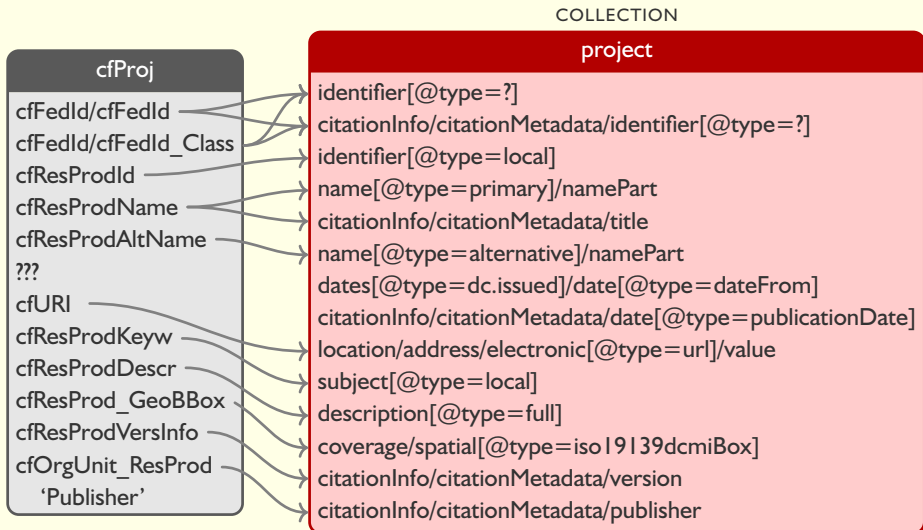 COLLECTION
cfProj
cfFedId/cfFedId
cfFedId/cfFedId_Class
cfResProdId
cfResProdName
cfResProdAltName
???
cfURI
cfResProdKeyw
cfResProdDescr
cfResProd_GeoBBox
cfResProdVersInfo
cfOrgUnit_ResProd
‘Publisher’
project
identifier[@type=?]
citationInfo/citationMetadata/identifier[@type=?]
identifier[@type=local]
name[@type=primary]/namePart
citationInfo/citationMetadata/title
name[@type=alternative]/namePart
dates[@type=dc.issued]/date[@type=dateFrom]
citationInfo/citationMetadata/date[@type=publicationDate]
location/address/electronic[@type=url]/value
subject[@type=local]
description[@type=full]
coverage/spatial[@type=iso19139dcmiBox]
citationInfo/citationMetadata/version
citationInfo/citationMetadata/publisher